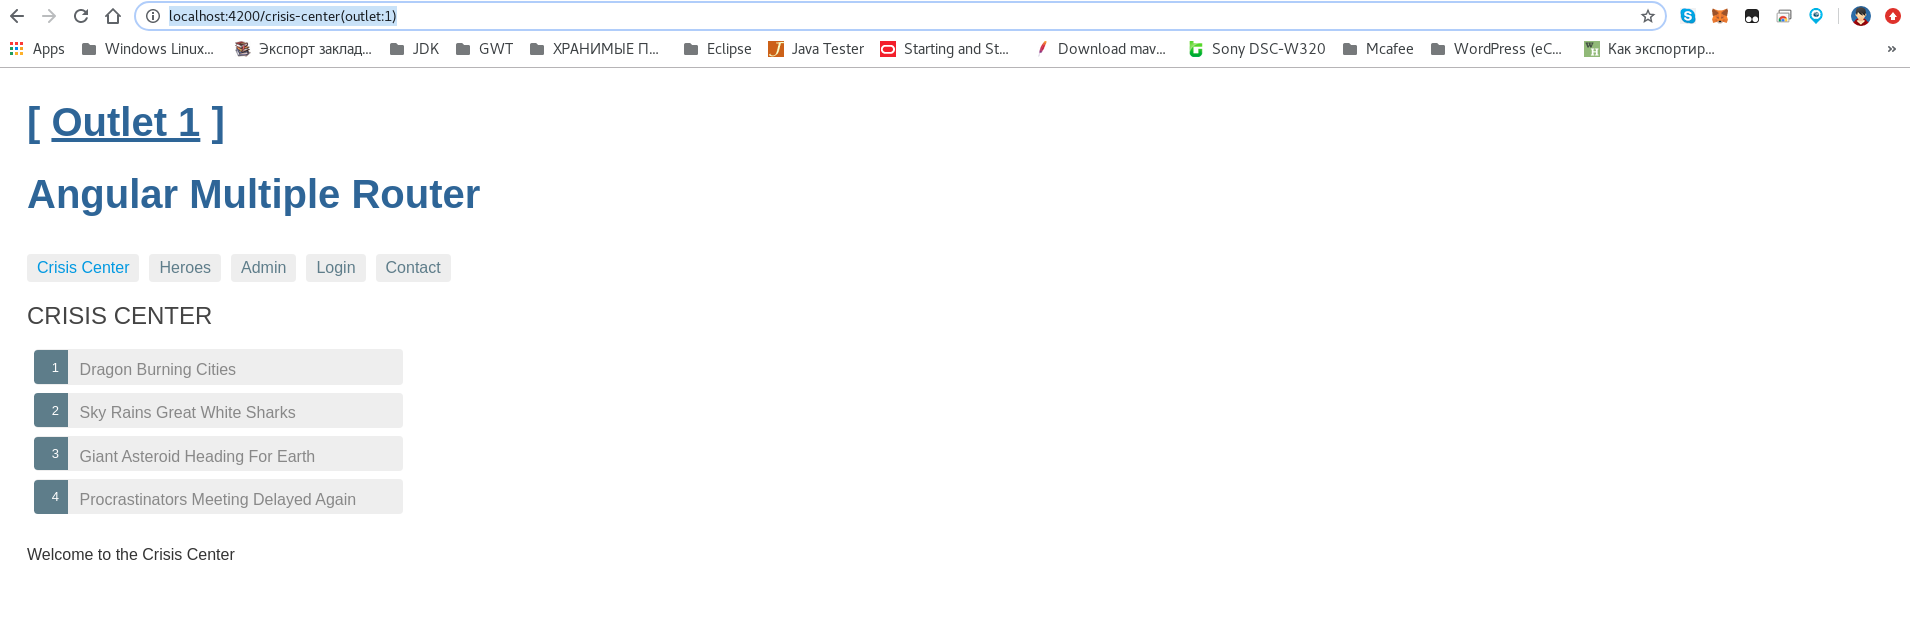 localhost:4200/crisis-center(outlet:1)
Apps Windows Linux... Экспорт заклад... JDK GWT ХРАНИМЫЕ П... Eclipse Java Tester Starting and St... Download mav... Sony DSC-W320 Mcafee WordPress (eC... Как экспортир... »
[ Outlet 1 ]
Angular Multiple Router
Crisis Center Heroes Admin Login Contact
CRISIS CENTER
1 Dragon Burning Cities
2 Sky Rains Great White Sharks
3 Giant Asteroid Heading For Earth
4 Procrastinators Meeting Delayed Again
Welcome to the Crisis Center